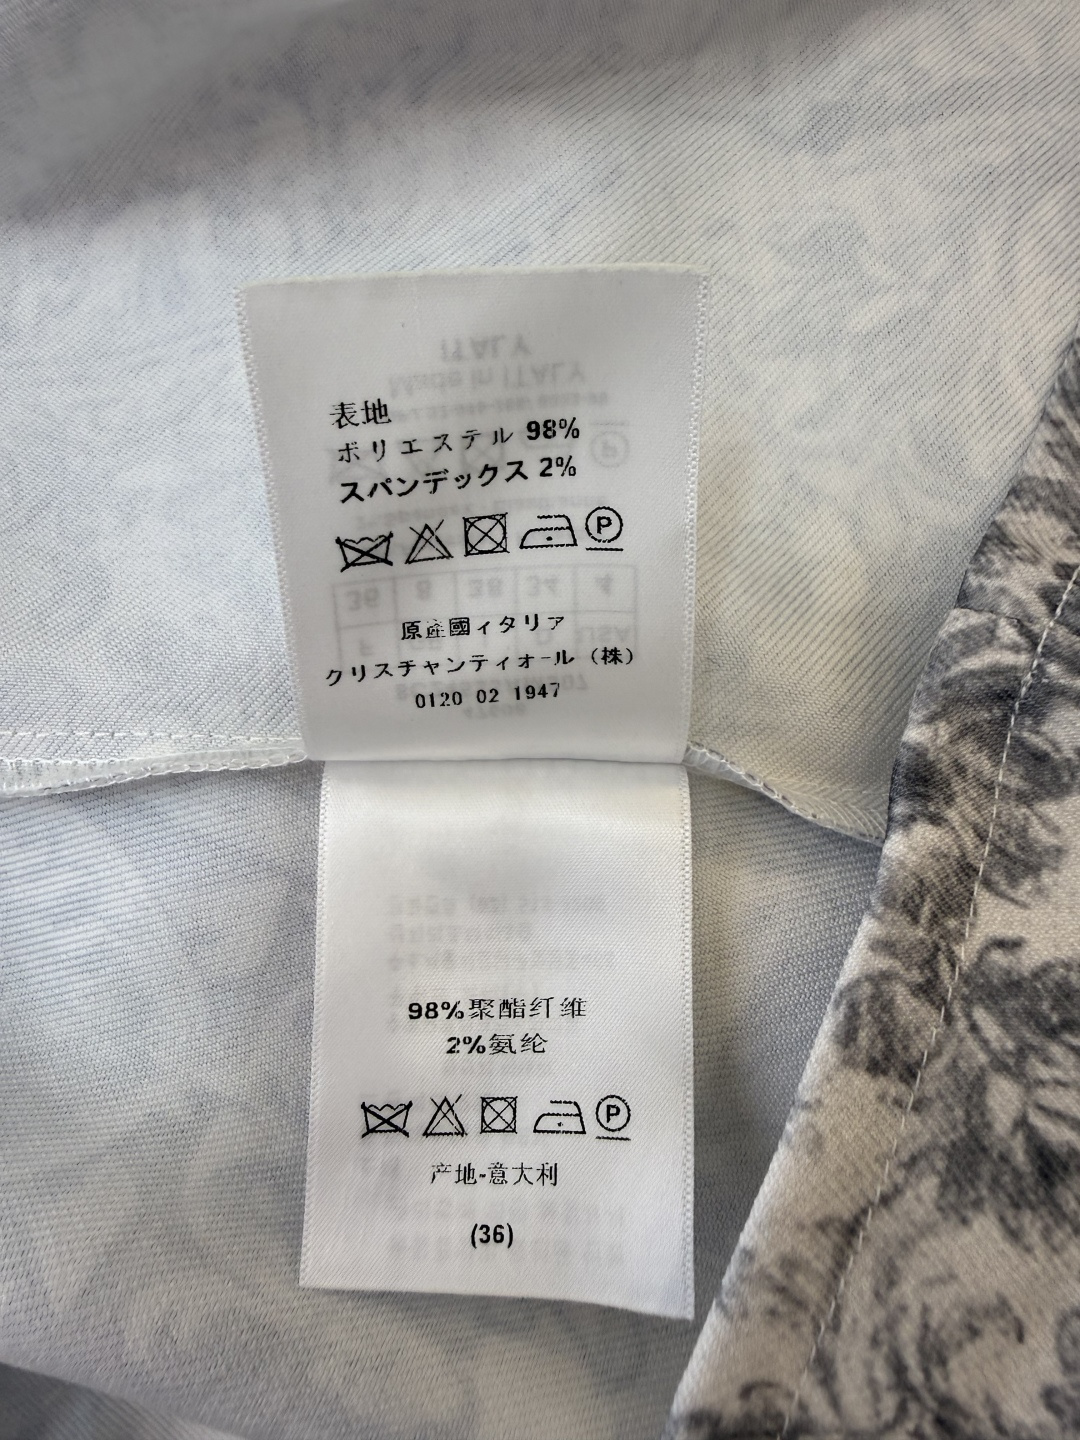 表地
ポリエステル 98%
スパンデックス 2%
P
原産國イタリア
クリスチャンティオール（株）
0120 02 1947
98%聚酯纤维
2%氨纶
P
产地-意大利
(36)